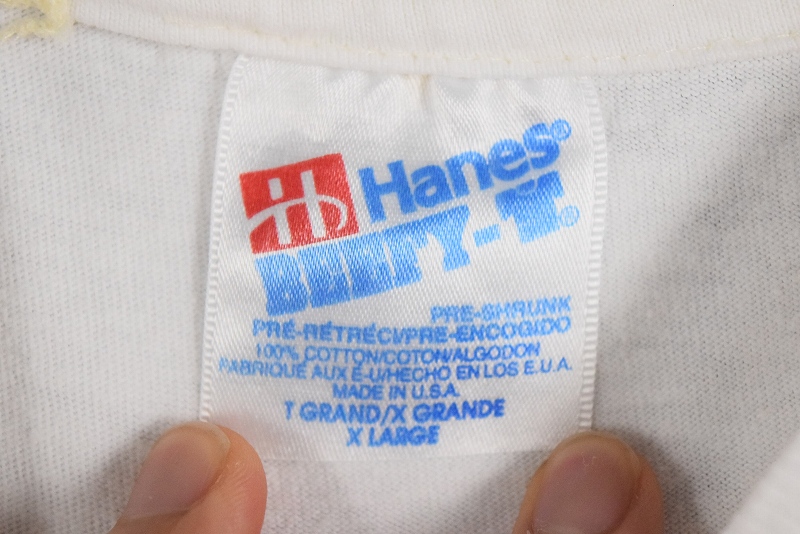 Hanes®
BEEFY-T®
PRE-SHRUNK
PRÉ-RÉTRÉCI/PRE-ENCOGIDO
100% COTTON/COTON/ALGODON
FABRIQUE AUX É-U/HECHO EN LOS E.U.A.
MADE IN U.S.A.
T GRAND/X GRANDE
X LARGE